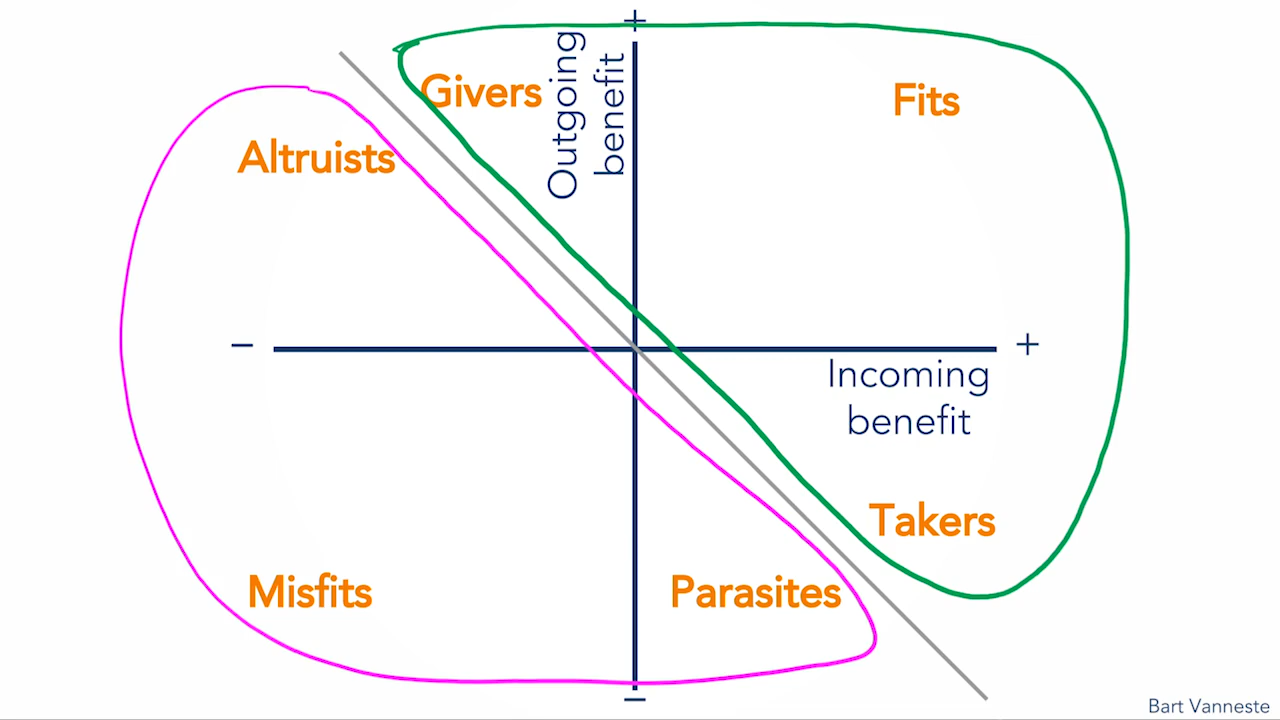 +
Outgoing
benefit
Givers
Fits
Altruists
−
+
Incoming
benefit
Takers
Misfits
Parasites
−
Bart Vanneste